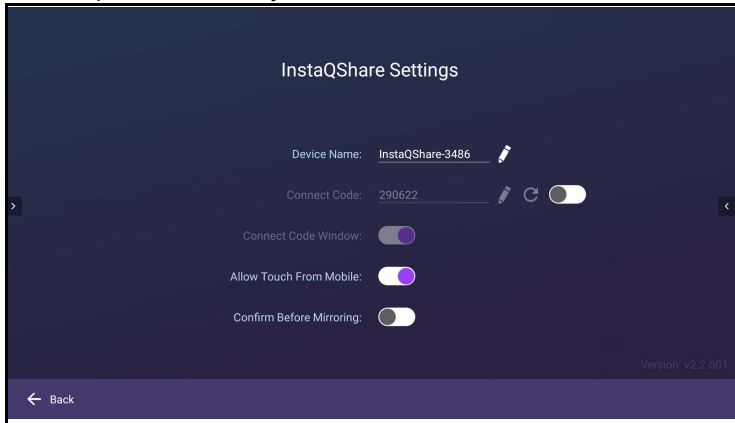 InstaQShare Settings
Device Name: InstaQShare-3486
Connect Code: 290622
Connect Code Window:
Allow Touch From Mobile:
Confirm Before Mirroring:
Version: v2.2.601
Back